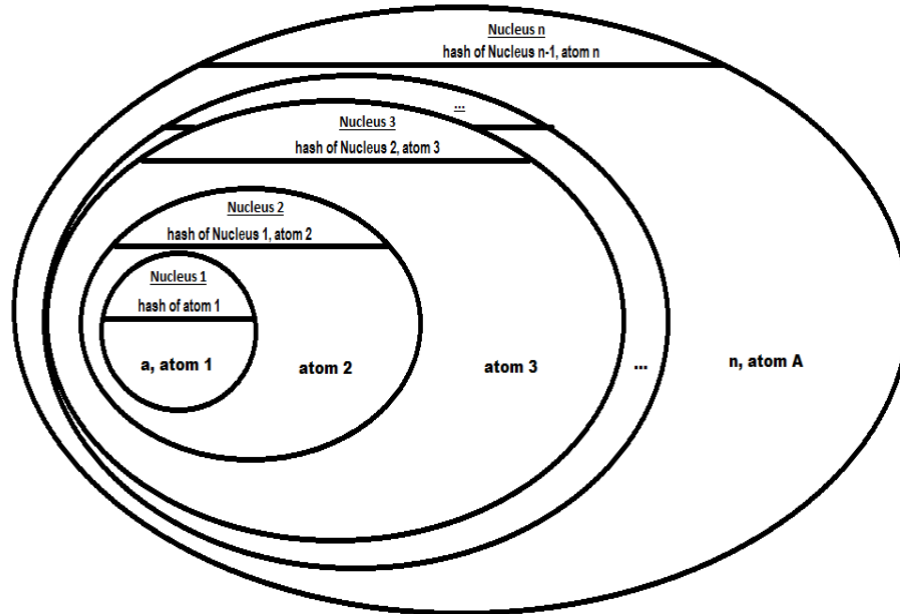 Nucleus n
hash of Nucleus n-1, atom n
...
Nucleus 3
hash of Nucleus 2, atom 3
Nucleus 2
hash of Nucleus 1, atom 2
Nucleus 1
hash of atom 1
a, atom 1
atom 2
atom 3
...
n, atom A